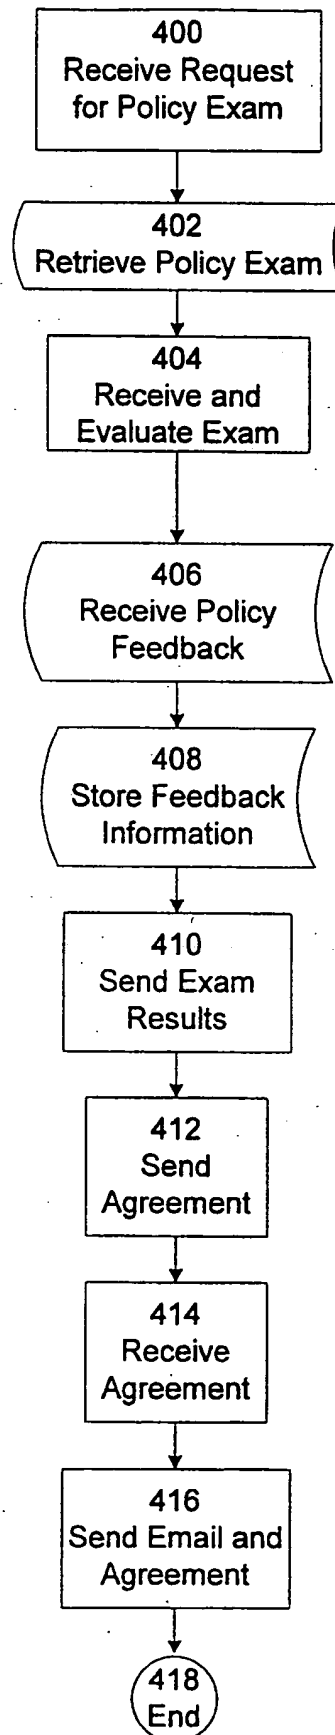 400
Receive Request
for Policy Exam
402
Retrieve Policy Exam
404
Receive and
Evaluate Exam
406
Receive Policy
Feedback
408
Store Feedback
Information
410
Send Exam
Results
412
Send
Agreement
414
Receive
Agreement
416
Send Email and
Agreement
418
End